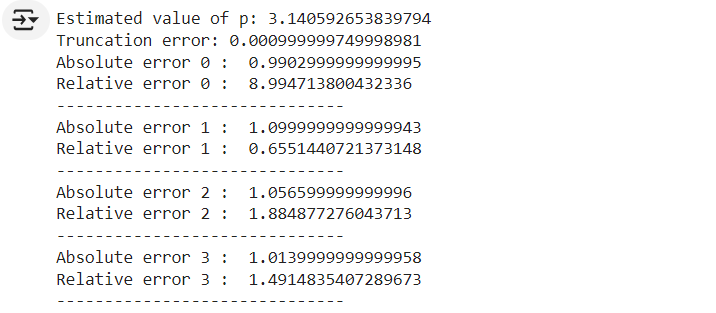 Estimated value of p: 3.140592653839794
Truncation error: 0.000999999749998981
Absolute error 0 :  0.9902999999999995
Relative error 0 :  8.994713800432336
------------------------------
Absolute error 1 :  1.0999999999999943
Relative error 1 :  0.6551440721373148
------------------------------
Absolute error 2 :  1.056599999999996
Relative error 2 :  1.884877276043713
------------------------------
Absolute error 3 :  1.0139999999999958
Relative error 3 :  1.4914835407289673
------------------------------